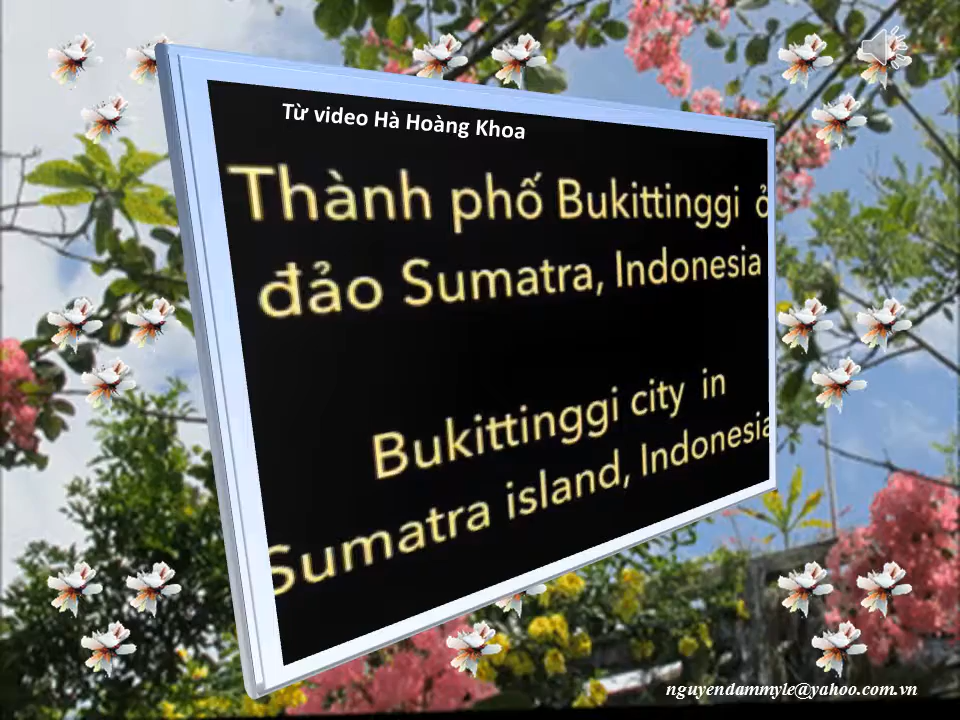 Từ video Hà Hoàng Khoa
Thành phố Bukittinggi ở
đảo Sumatra, Indonesia
Bukittinggi city in
Sumatra island, Indonesia
nguyendammyle@yahoo.com.vn